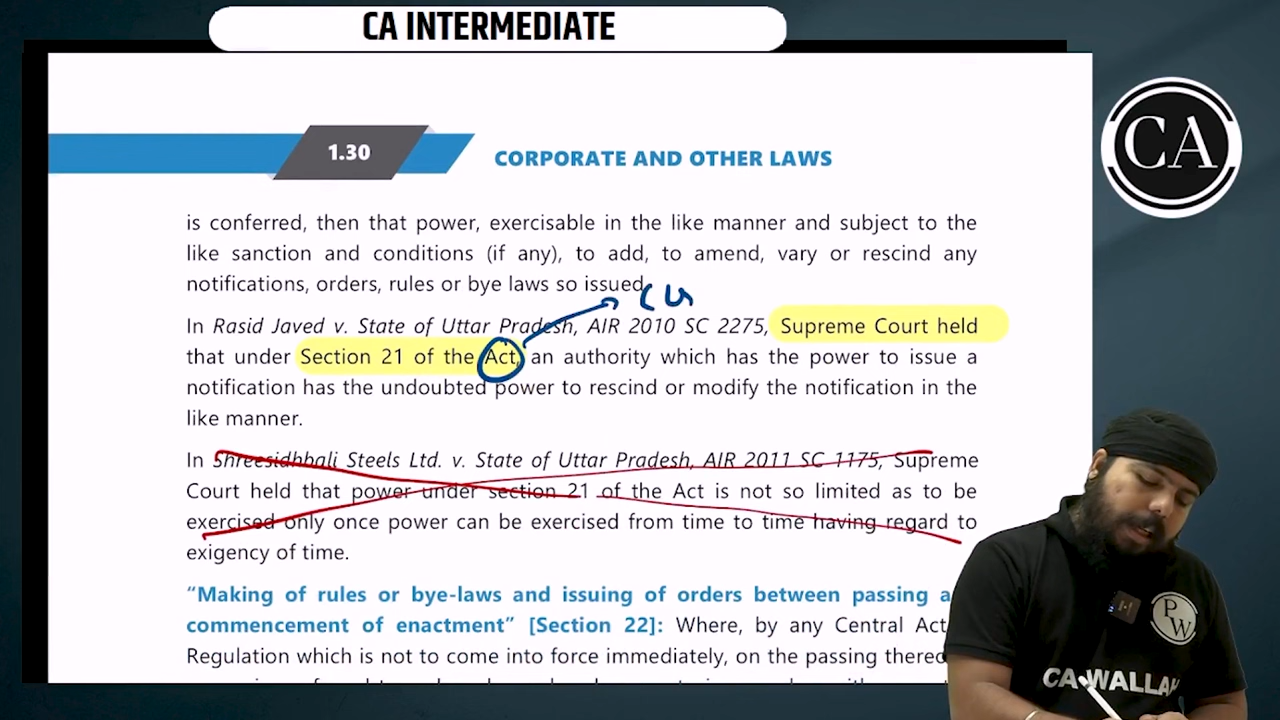 CA INTERMEDIATE
CA
1.30
CORPORATE AND OTHER LAWS
is conferred, then that power, exercisable in the like manner and subject to the
like sanction and conditions (if any), to add, to amend, vary or rescind any
notifications, orders, rules or bye laws so issued.
In Rasid Javed v. State of Uttar Pradesh, AIR 2010 SC 2275, Supreme Court held
that under Section 21 of the Act, an authority which has the power to issue a
notification has the undoubted power to rescind or modify the notification in the
like manner.
In Shreesidhbali Steels Ltd. v. State of Uttar Pradesh, AIR 2011 SC 1175, Supreme
Court held that power under section 21 of the Act is not so limited as to be
exercised only once power can be exercised from time to time having regard to
exigency of time.
“Making of rules or bye-laws and issuing of orders between passing a
commencement of enactment” [Section 22]: Where, by any Central Act
Regulation which is not to come into force immediately, on the passing thereo
P
W
CA WALLAH